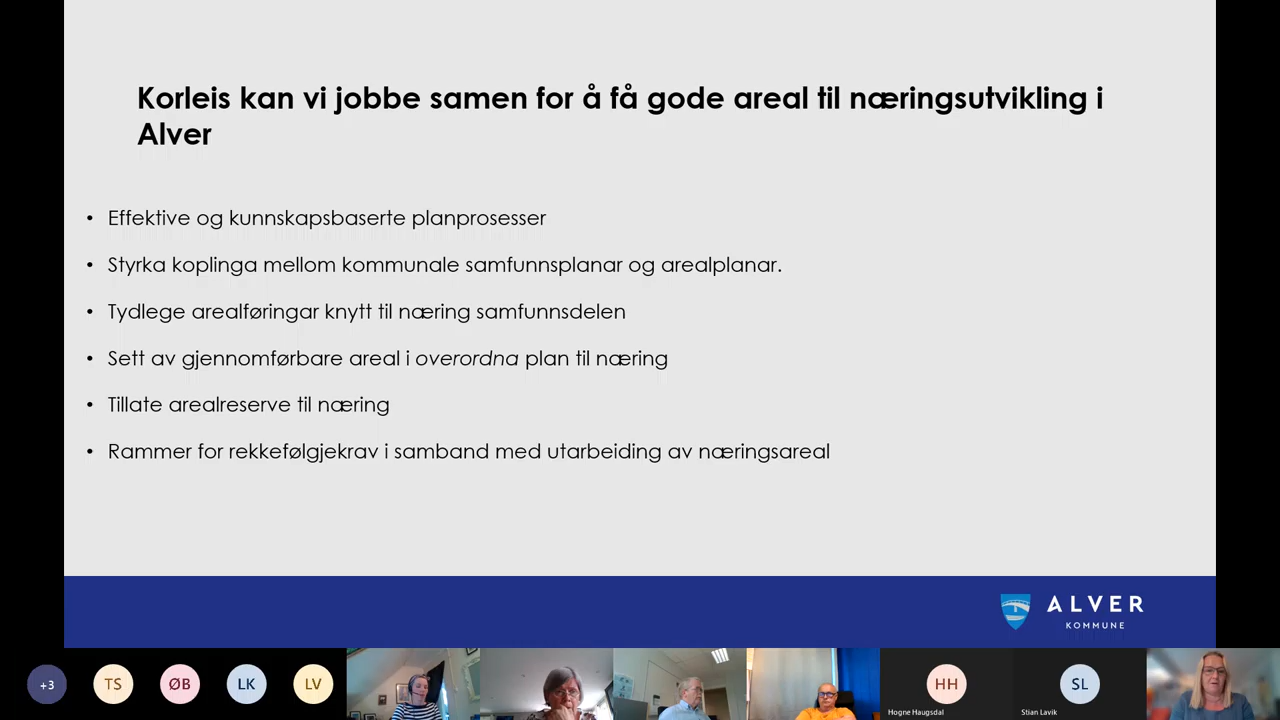 Korleis kan vi jobbe samen for å få gode areal til næringsutvikling i
Alver
• Effektive og kunnskapsbaserte planprosesser
• Styrka koplinga mellom kommunale samfunnsplanar og arealplanar.
• Tydlege arealføringar knytt til næring samfunnsdelen
• Sett av gjennomførbare areal i overordna plan til næring
• Tillate arealreserve til næring
• Rammer for rekkefølgjekrav i samband med utarbeiding av næringsareal
ALVER
KOMMUNE
+3
TS
ØB
LK
LV
HH
SL
Hogne Haugsdal
Stian Lavik